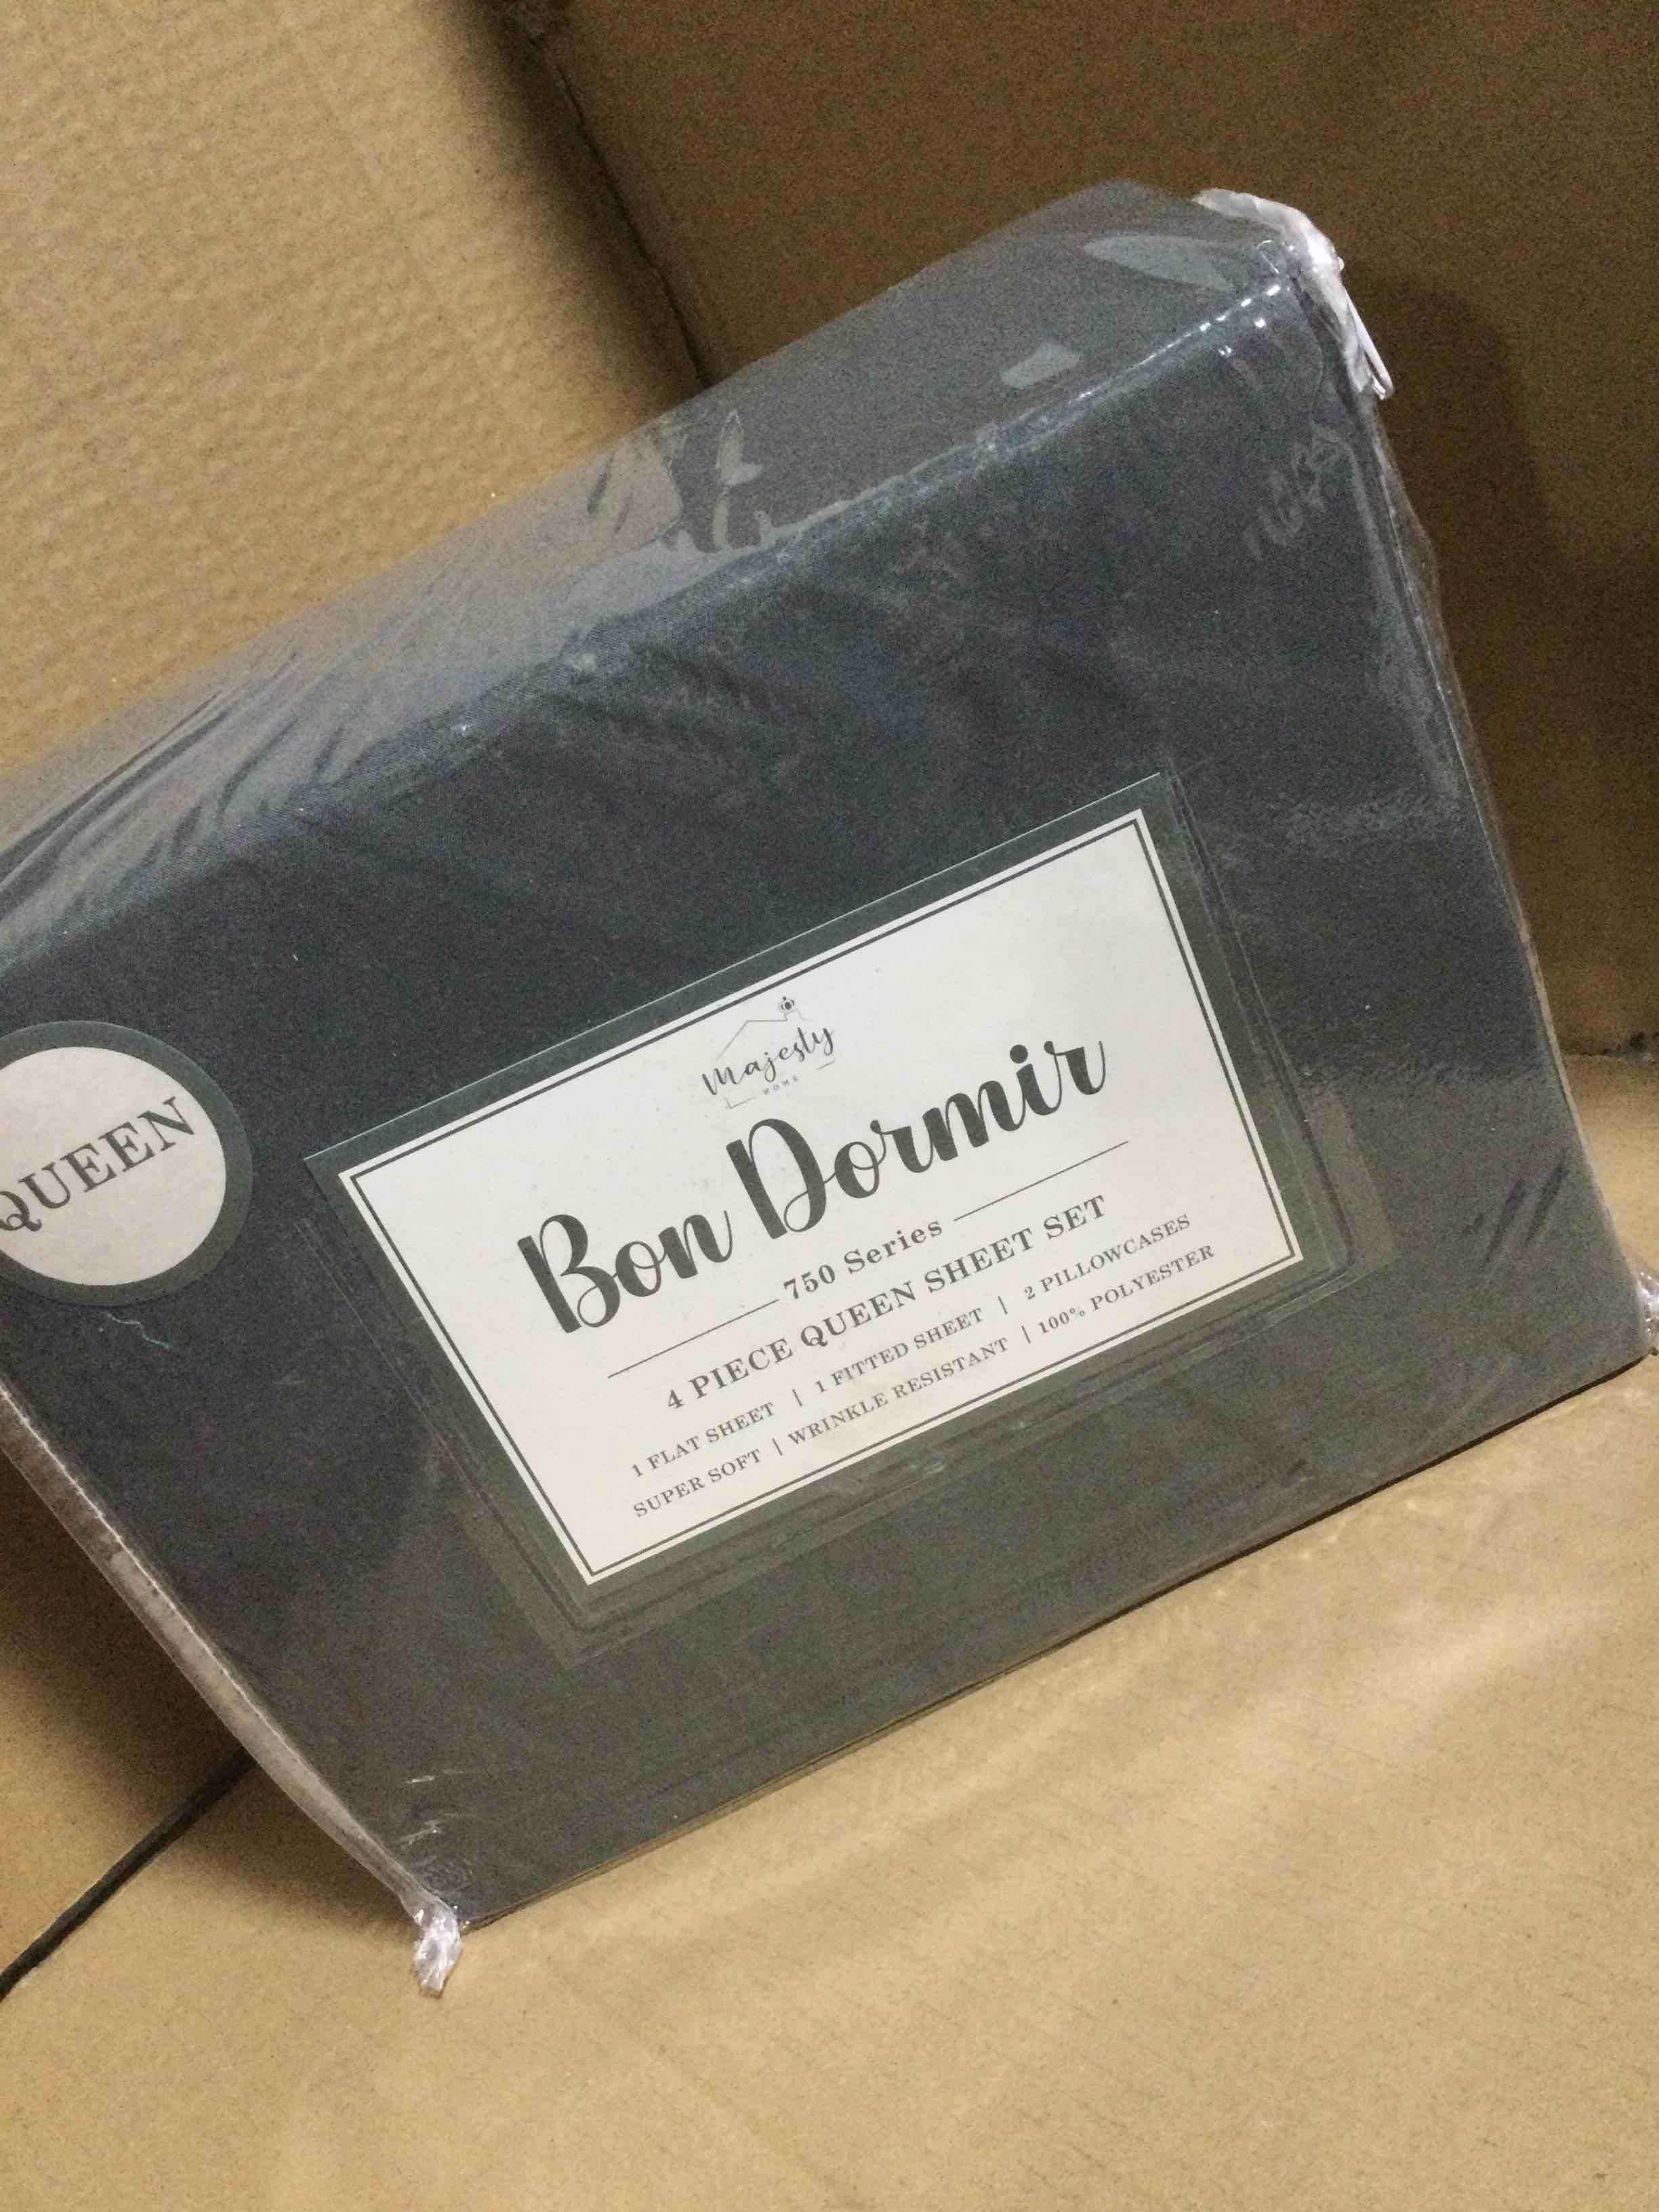 QUEEN
Majesty
HOME
Bon Dormir
750 Series
4 PIECE QUEEN SHEET SET
1 FLAT SHEET | 1 FITTED SHEET | 2 PILLOWCASES
SUPER SOFT | WRINKLE RESISTANT | 100% POLYESTER